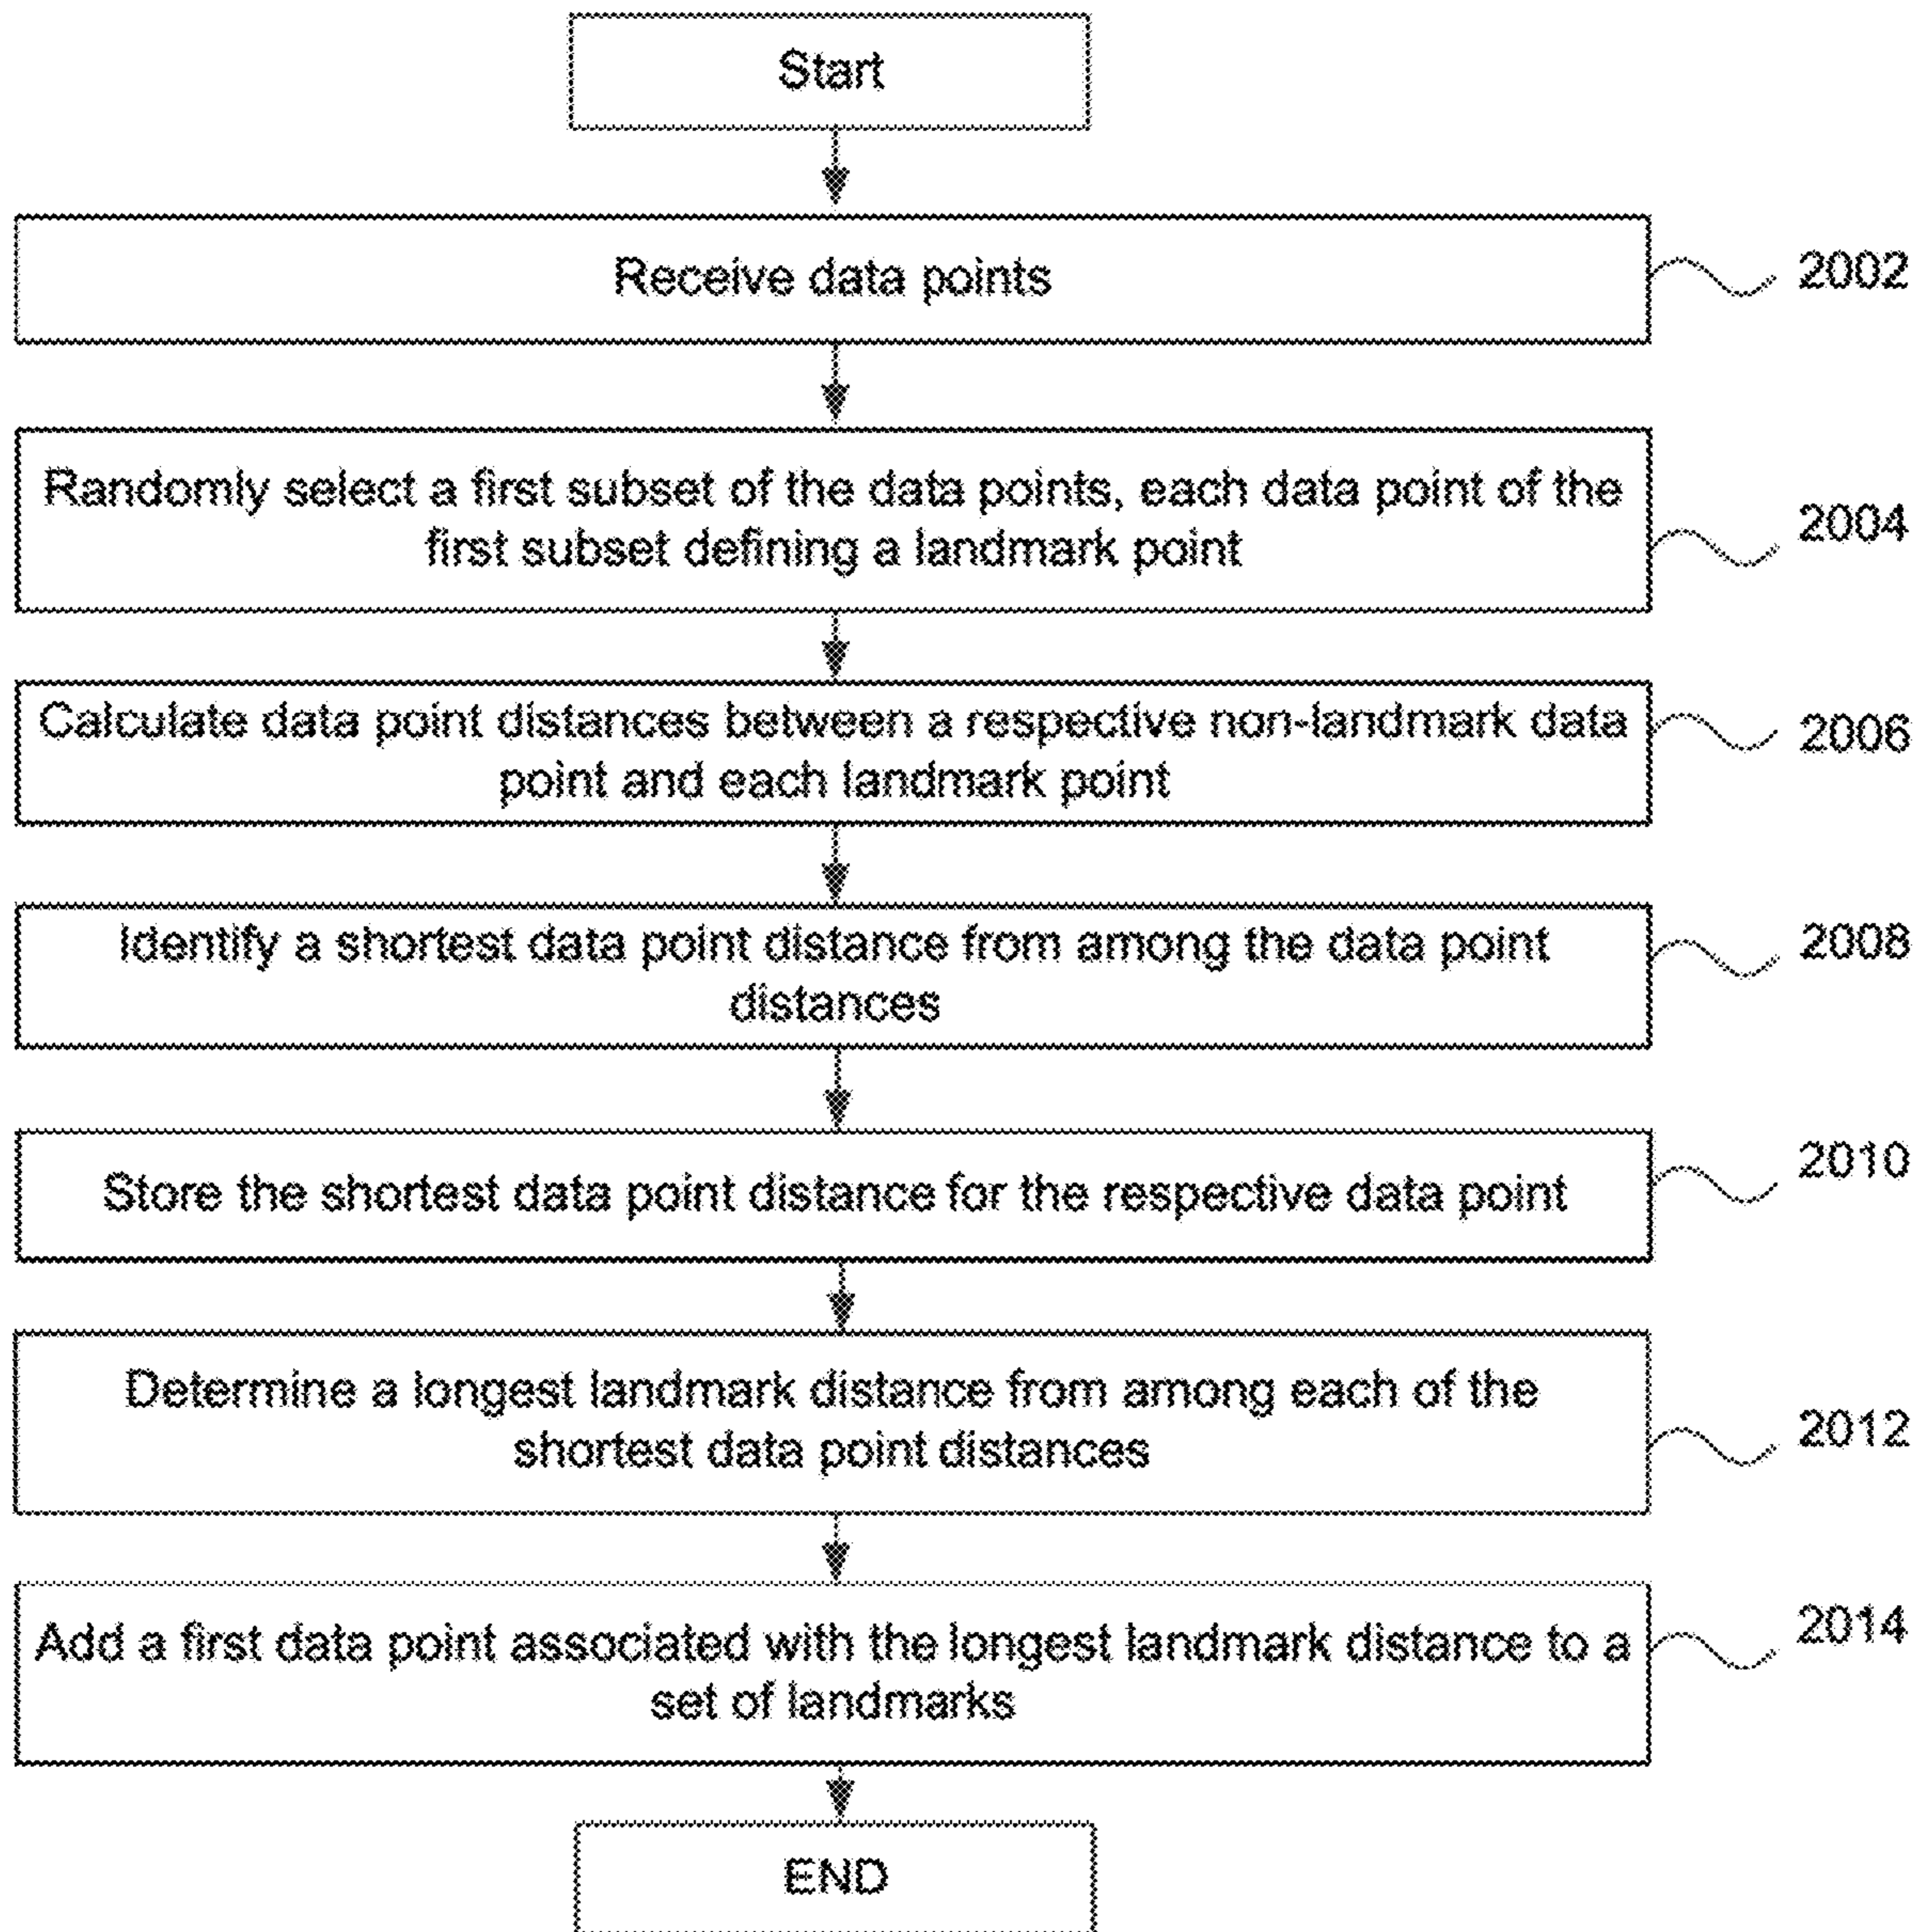 Start
Receive data points
2002
Randomly select a first subset of the data points, each data point of the
first subset defining a landmark point
2004
Calculate data point distances between a respective non-landmark data
point and each landmark point
2006
Identify a shortest data point distance from among the data point
distances
2008
Store the shortest data point distance for the respective data point
2010
Determine a longest landmark distance from among each of the
shortest data point distances
2012
Add a first data point associated with the longest landmark distance to a
set of landmarks
2014
END